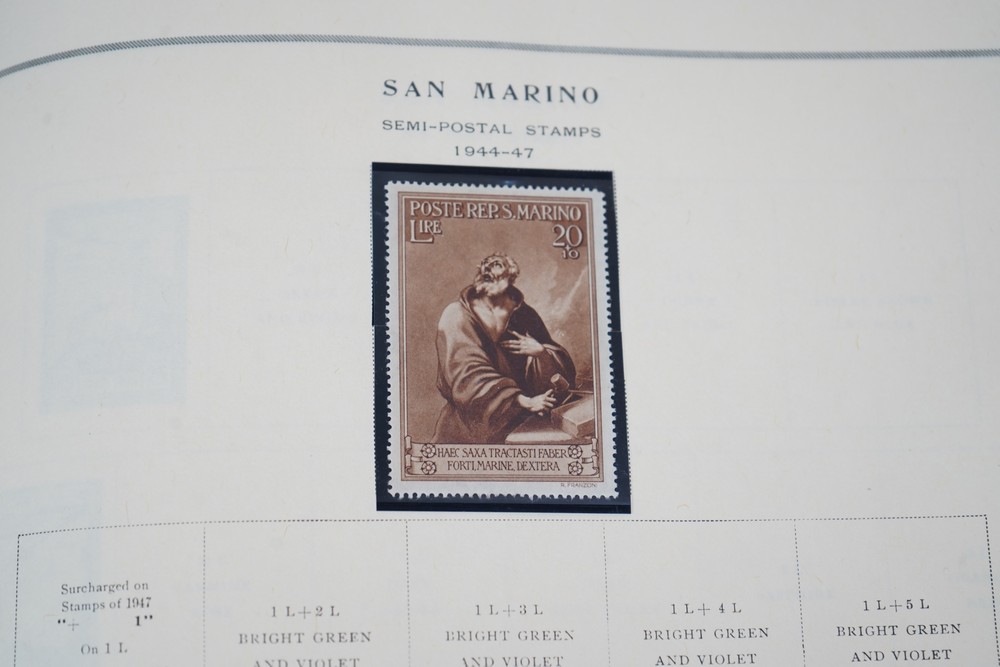 SAN MARINO
SEMI-POSTAL STAMPS
1944-47
POSTE REP. S. MARINO
LIRE 20
+10
HAEC SAXA TRACTASTI FABER
FORTI, MARINE, DEXTERA
R. FRANZONI
Surcharged on
Stamps of 1947
"+ 1"
On 1 L
1 L+2 L
BRIGHT GREEN
AND VIOLET
1 L+3 L
BRIGHT GREEN
AND VIOLET
1 L+4 L
BRIGHT GREEN
AND VIOLET
1 L+5 L
BRIGHT GREEN
AND VIOLET